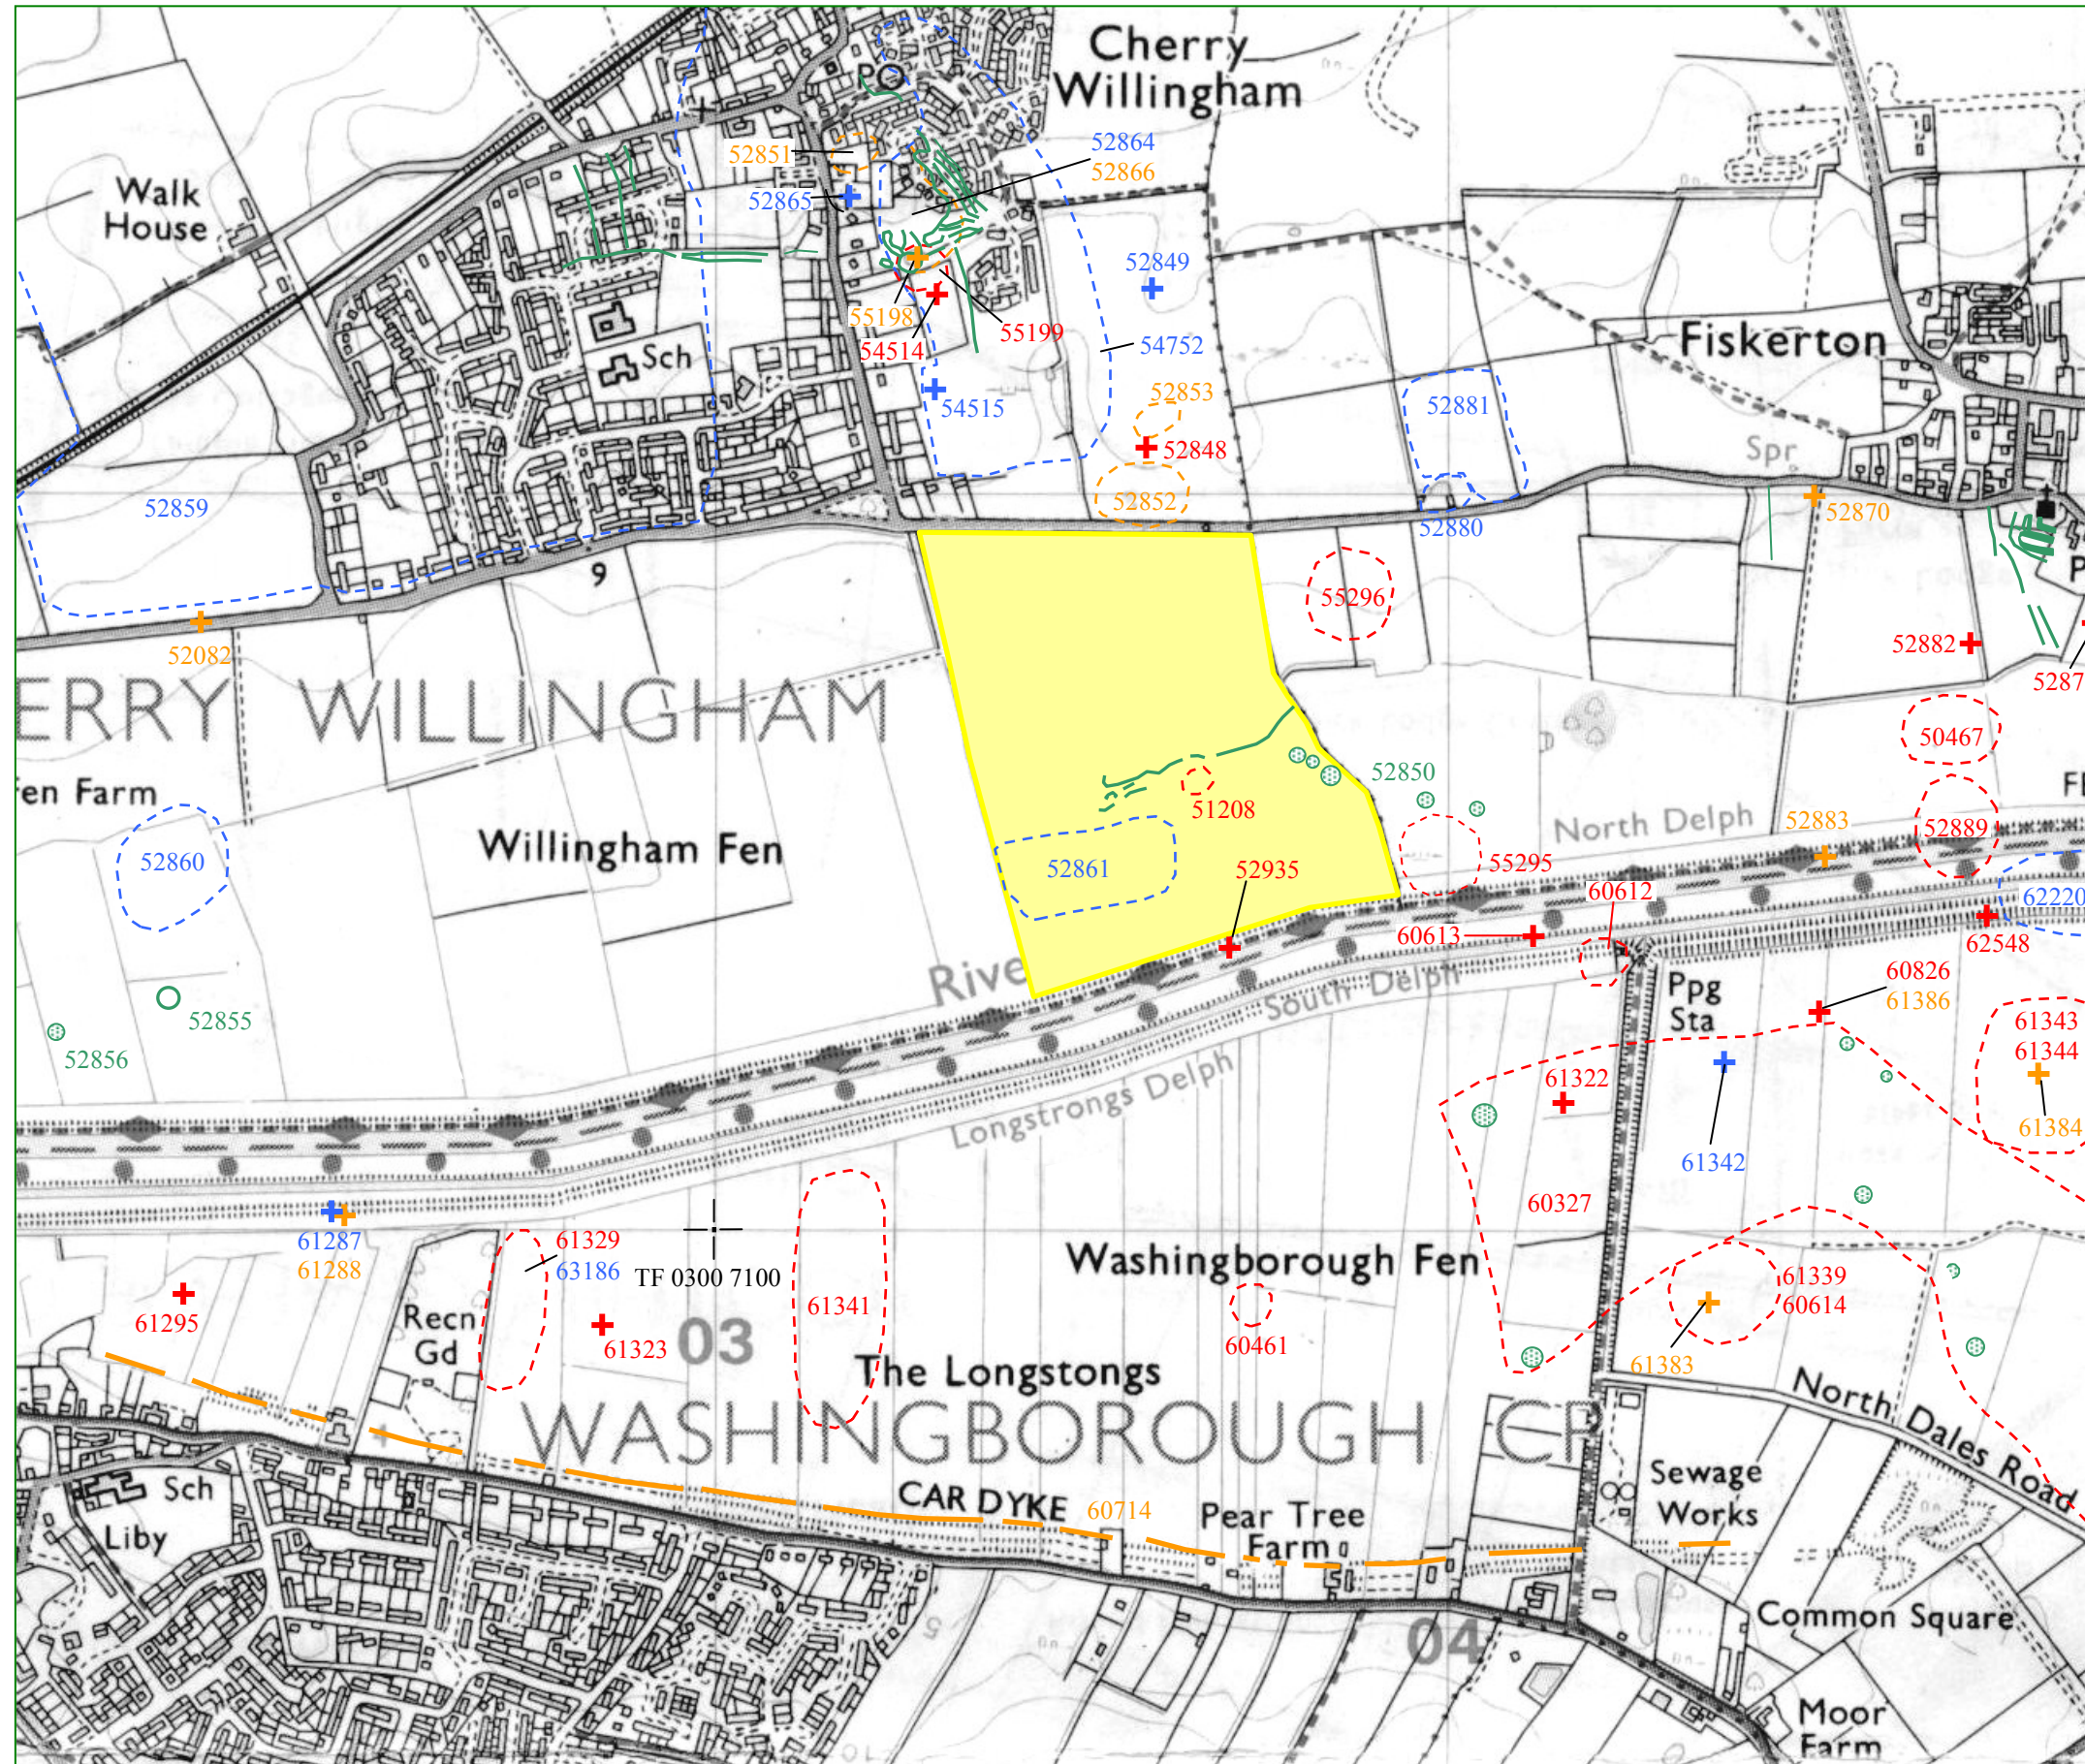 Cherry
Willingham
PO
52864
52866
52851
52865
Walk
House
52849
55198
54514
55199
54752
Sch
Fiskerton
52853
52881
54515
52848
Spr
52859
52852
52880
52870
9
55296
52082
52882
5287
ERRY WILLINGHAM
50467
en Farm
52850
51208
North Delph
52883
52889
Willingham Fen
52860
52861
52935
55295
60612
62220
60613
62548
Rive
South Delph
Ppg
Sta
60826
61386
52855
52856
61343
61344
61322
Longstrongs Delph
61384
61342
60327
61287
61288
61329
63186
TF 0300 7100
Washingborough Fen
61339
60614
61295
Recn
Gd
61323
61341
60461
61383
03
The Longstongs
WASHINGBOROUGH CP
North Dales Road
Sch
Liby
CAR DYKE
60714
Pear Tree
Farm
Sewage
Works
04
Common Square
Moor
Farm